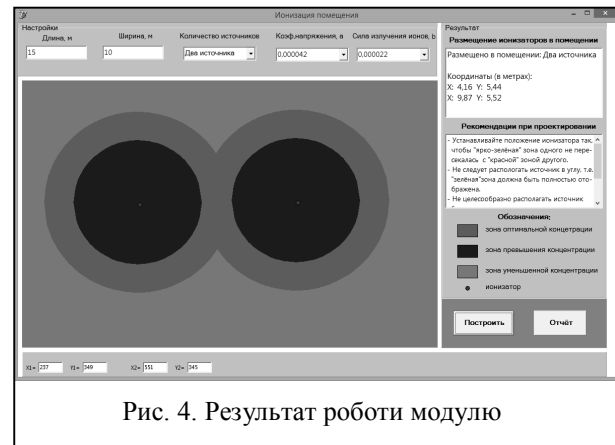 Ионизация помещения
Настройки
Длина, м
Ширина, м
Количество источников
Коэф.напряжения, а
Сила излучения ионов, b
15
10
Два источника
0,000042
0,000022
Результат
Размещение ионизаторов в помещении
Размещено в помещении: Два источника
Координаты (в метрах):
X: 4,16 Y: 5,44
X: 9,87 Y: 5,52
Рекомендации при проектировании
- Устанавливайте положение ионизатора так,
чтобы "ярко-зелёная" зона одного не пере-
секалась с "красной" зоной другого.
- Не следует распологать источник в углу, т.е.
"зелёная"зона должна быть полностью ото-
бражена.
- Не целесообразно располагать источник
Обозначения:
зона оптимальной концетрации
зона превышения концентрации
зона уменьшенной концентрации
ионизатор
Построить
Отчёт
X1= 237 Y1= 349 X2= 551 Y2= 345
Рис. 4. Результат роботи модулю